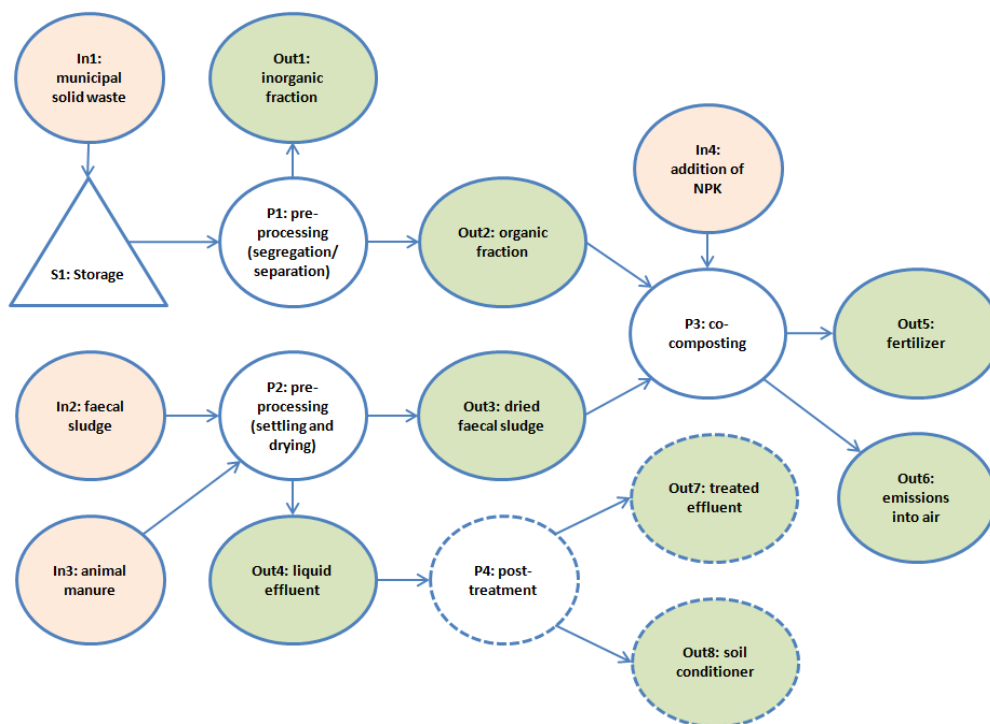 In1:
municipal
solid waste
Out1:
inorganic
fraction
In4:
addition of
NPK
S1: Storage
P1: pre-
processing
(segregation/
separation)
Out2: organic
fraction
P3: co-
composting
Out5:
fertilizer
In2: faecal
sludge
P2: pre-
processing
(settling and
drying)
Out3: dried
faecal sludge
Out7: treated
effluent
Out6:
emissions
into air
In3: animal
manure
Out4: liquid
effluent
P4: post-
treatment
Out8: soil
conditioner